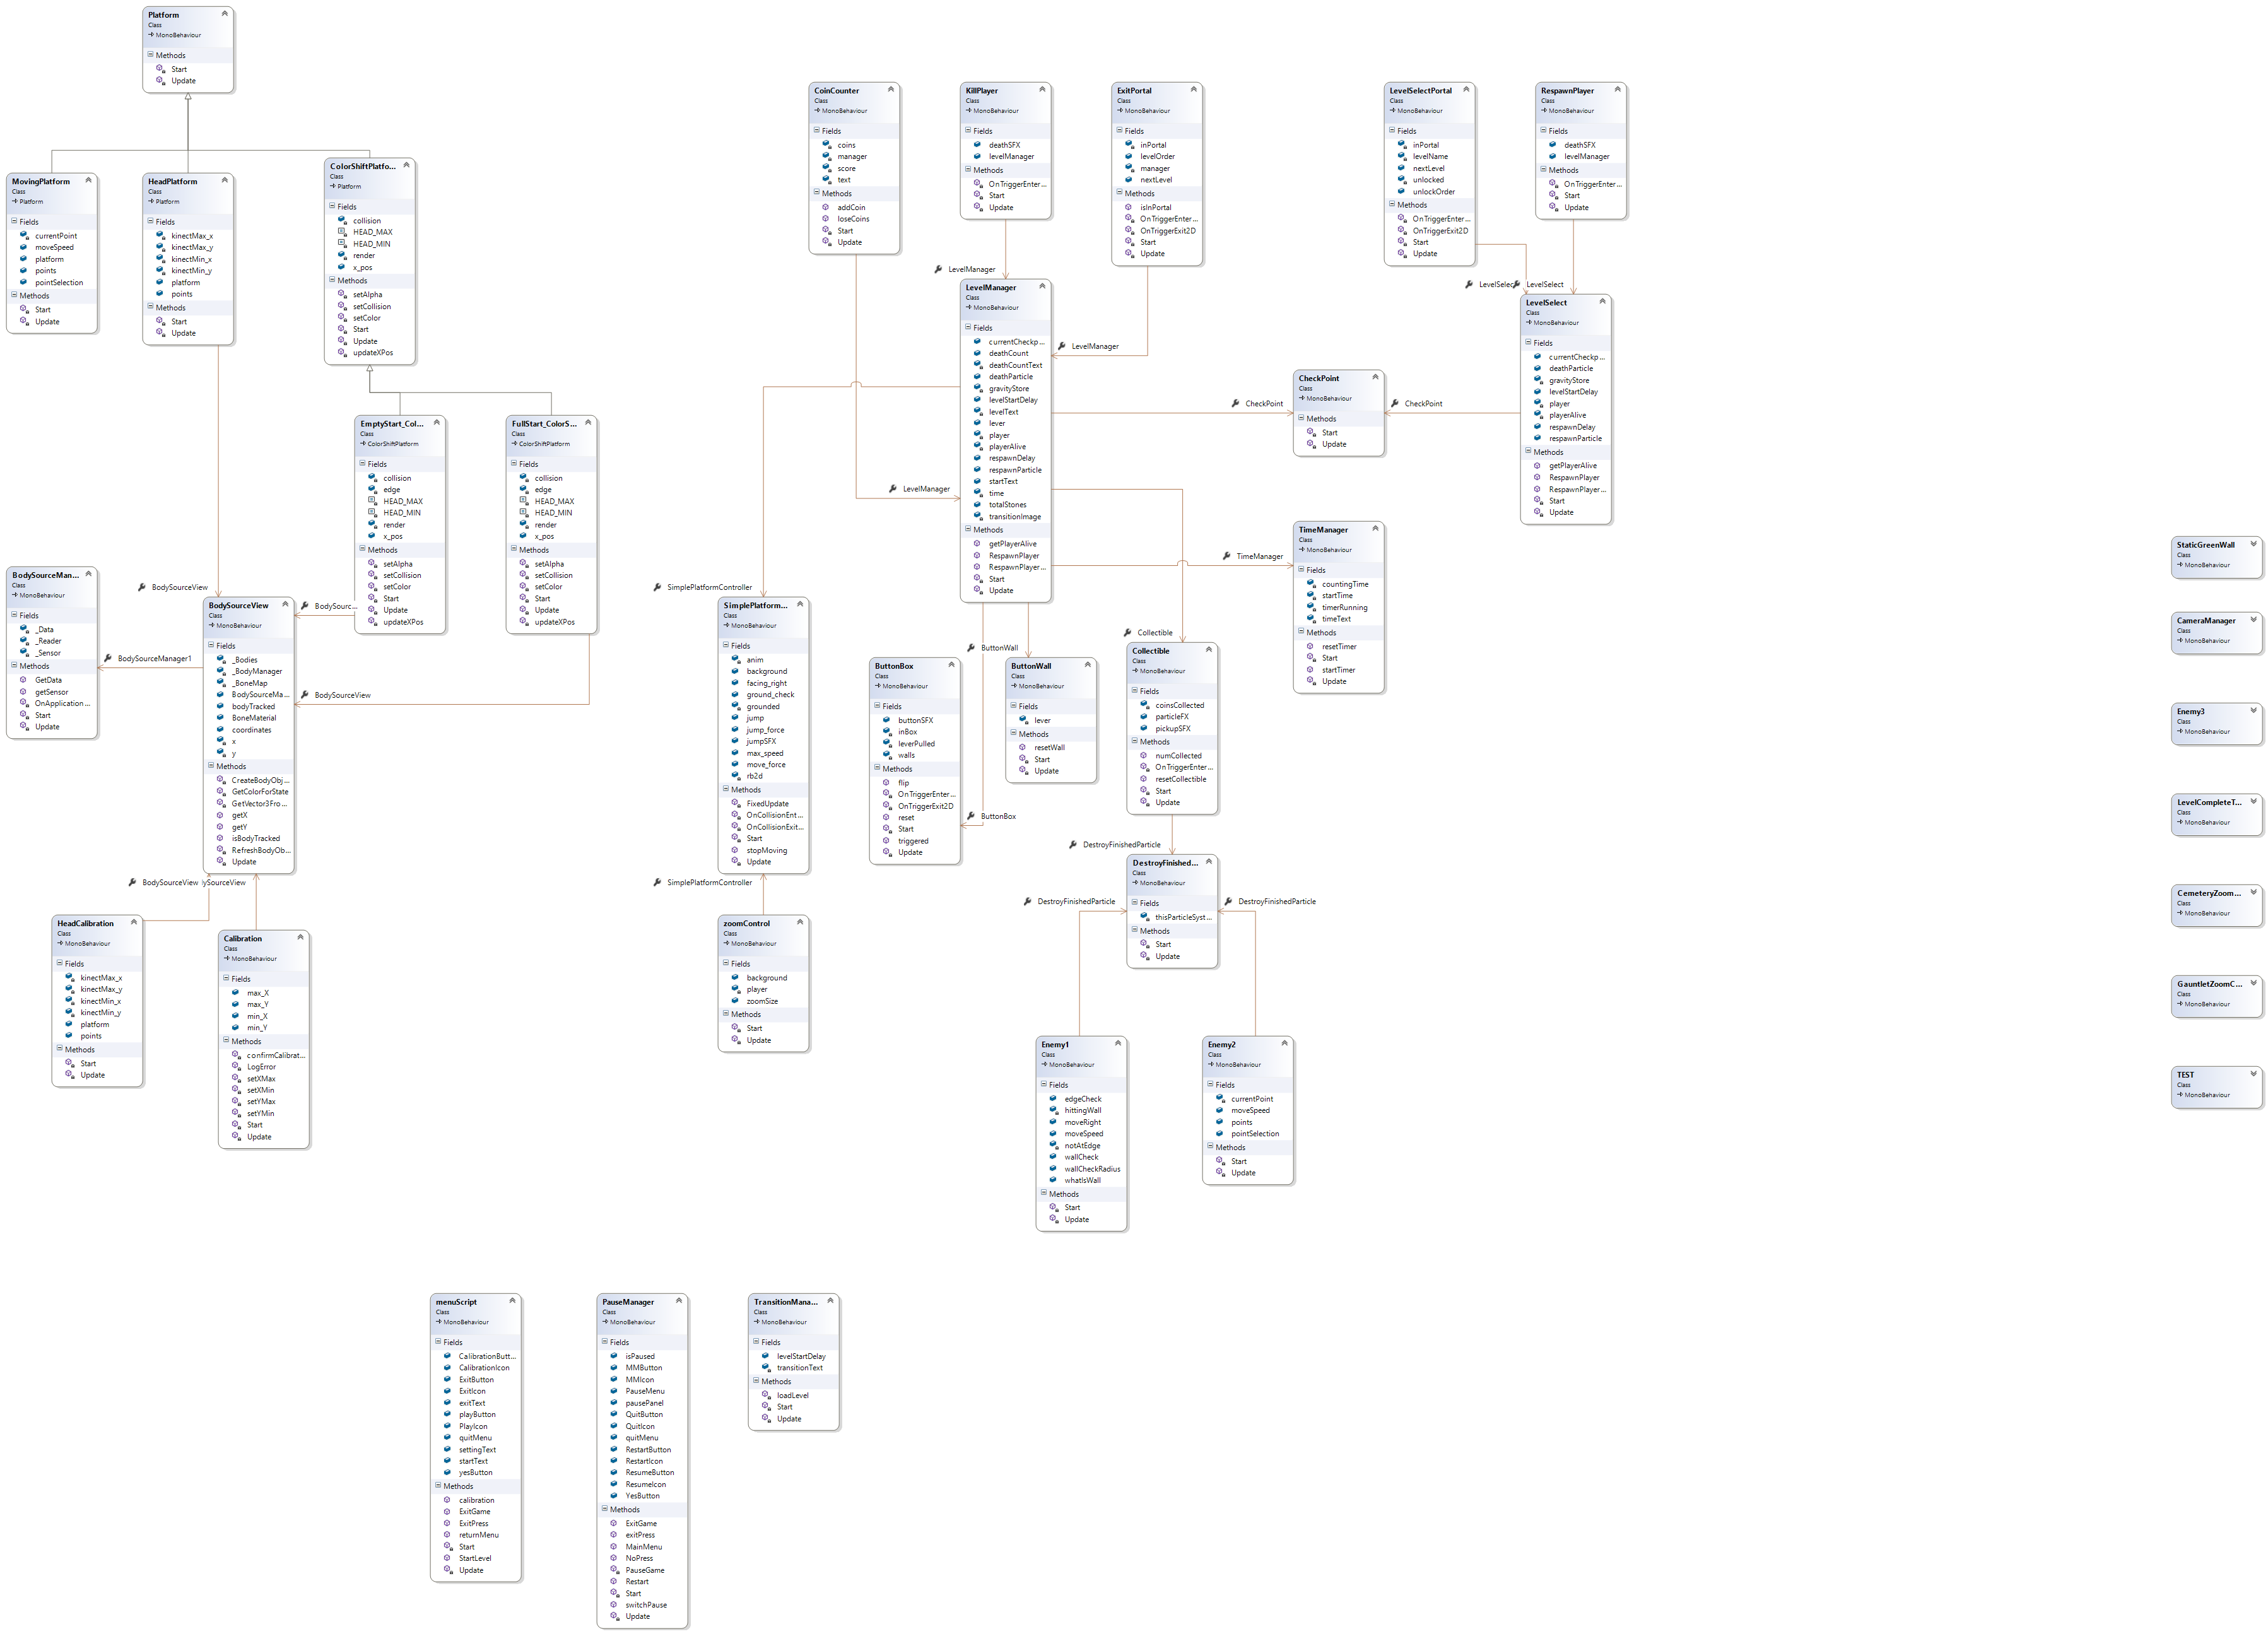 Platform
Class
MonoBehaviour
Methods
Start
Update
MovingPlatform
Class
Platform
Fields
currentPoint
moveSpeed
platform
points
pointSelection
Methods
Start
Update
HeadPlatform
Class
Platform
Fields
kinectMax_x
kinectMax_y
kinectMin_x
kinectMin_y
platform
points
Methods
Start
Update
ColorShiftPlatfo...
Class
Platform
Fields
collision
HEAD_MAX
HEAD_MIN
render
x_pos
Methods
setAlpha
setCollision
setColor
Start
Update
updateXPos
EmptyStart_Col...
Class
ColorShiftPlatform
Fields
collision
edge
HEAD_MAX
HEAD_MIN
render
x_pos
Methods
setAlpha
setCollision
setColor
Start
Update
updateXPos
FullStart_ColorS...
Class
ColorShiftPlatform
Fields
collision
edge
HEAD_MAX
HEAD_MIN
render
x_pos
Methods
setAlpha
setCollision
setColor
Start
Update
updateXPos
BodySourceMan...
Class
MonoBehaviour
Fields
_Data
_Reader
_Sensor
Methods
GetData
getSensor
OnApplication...
Start
Update
BodySourceView
BodySourc...
BodySourceManager1
BodySourceView
BodySourceView
Class
MonoBehaviour
Fields
_Bodies
_BodyManager
_BoneMap
BodySourceMa...
bodyTracked
BoneMaterial
coordinates
x
y
Methods
CreateBodyObj...
GetColorForState
GetVector3Fro...
getX
getY
isBodyTracked
RefreshBodyOb...
Update
BodySourceView
ySourceView
HeadCalibration
Class
MonoBehaviour
Fields
kinectMax_x
kinectMax_y
kinectMin_x
kinectMin_y
platform
points
Methods
Start
Update
Calibration
Class
MonoBehaviour
Fields
max_X
max_Y
min_X
min_Y
Methods
confirmCalibrat...
LogError
setXMax
setXMin
setYMax
setYMin
Start
Update
CoinCounter
Class
MonoBehaviour
Fields
coins
manager
score
text
Methods
addCoin
loseCoins
Start
Update
KillPlayer
Class
MonoBehaviour
Fields
deathSFX
levelManager
Methods
OnTriggerEnter...
Start
Update
ExitPortal
Class
MonoBehaviour
Fields
inPortal
levelOrder
manager
nextLevel
Methods
isInPortal
OnTriggerEnter...
OnTriggerExit2D
Start
Update
LevelSelectPortal
Class
MonoBehaviour
Fields
inPortal
levelName
nextLevel
unlocked
unlockOrder
Methods
OnTriggerEnter...
OnTriggerExit2D
Start
Update
RespawnPlayer
Class
MonoBehaviour
Fields
deathSFX
levelManager
Methods
OnTriggerEnter...
Start
Update
LevelManager
LevelManager
LevelManager
LevelManager
Class
MonoBehaviour
Fields
currentCheckp...
deathCount
deathCountText
deathParticle
gravityStore
levelStartDelay
levelText
lever
player
playerAlive
respawnDelay
respawnParticle
startText
time
totalStones
transitionImage
Methods
getPlayerAlive
RespawnPlayer
RespawnPlayer...
Start
Update
LevelSelec
LevelSelect
LevelSelect
Class
MonoBehaviour
Fields
currentCheckp...
deathParticle
gravityStore
levelStartDelay
player
playerAlive
respawnDelay
respawnParticle
Methods
getPlayerAlive
RespawnPlayer
RespawnPlayer...
Start
Update
CheckPoint
CheckPoint
CheckPoint
Class
MonoBehaviour
Methods
Start
Update
TimeManager
TimeManager
Class
MonoBehaviour
Fields
countingTime
startTime
timerRunning
timeText
Methods
resetTimer
Start
startTimer
Update
SimplePlatformController
SimplePlatform...
Class
MonoBehaviour
Fields
anim
background
facing_right
ground_check
grounded
jump
jump_force
jumpSFX
max_speed
move_force
rb2d
Methods
FixedUpdate
OnCollisionEnt...
OnCollisionExit...
Start
stopMoving
Update
SimplePlatformController
zoomControl
Class
MonoBehaviour
Fields
background
player
zoomSize
Methods
Start
Update
ButtonBox
Class
MonoBehaviour
Fields
buttonSFX
inBox
leverPulled
walls
Methods
flip
OnTriggerEnter...
OnTriggerExit2D
reset
Start
triggered
Update
ButtonWall
ButtonBox
ButtonWall
Class
MonoBehaviour
Fields
lever
Methods
resetWall
Start
Update
Collectible
Collectible
Class
MonoBehaviour
Fields
coinsCollected
particleFX
pickupSFX
Methods
numCollected
OnTriggerEnter...
resetCollectible
Start
Update
DestroyFinishedParticle
DestroyFinished...
Class
MonoBehaviour
Fields
thisParticleSyst...
Methods
Start
Update
DestroyFinishedParticle
DestroyFinishedParticle
Enemy1
Class
MonoBehaviour
Fields
edgeCheck
hittingWall
moveRight
moveSpeed
notAtEdge
wallCheck
wallCheckRadius
whatIsWall
Methods
Start
Update
Enemy2
Class
MonoBehaviour
Fields
currentPoint
moveSpeed
points
pointSelection
Methods
Start
Update
StaticGreenWall
Class
MonoBehaviour
CameraManager
Class
MonoBehaviour
Enemy3
Class
MonoBehaviour
LevelCompleteT...
Class
MonoBehaviour
CemeteryZoom...
Class
MonoBehaviour
GauntletZoomC...
Class
MonoBehaviour
TEST
Class
MonoBehaviour
menuScript
Class
MonoBehaviour
Fields
CalibrationButt...
CalibrationIcon
ExitButton
ExitIcon
exitText
playButton
PlayIcon
quitMenu
settingText
startText
yesButton
Methods
calibration
ExitGame
ExitPress
returnMenu
Start
StartLevel
Update
PauseManager
Class
MonoBehaviour
Fields
isPaused
MMButton
MMIcon
PauseMenu
pausePanel
QuitButton
QuitIcon
quitMenu
RestartButton
RestartIcon
ResumeButton
ResumeIcon
YesButton
Methods
ExitGame
exitPress
MainMenu
NoPress
PauseGame
Restart
Start
switchPause
Update
TransitionMana...
Class
MonoBehaviour
Fields
levelStartDelay
transitionText
Methods
loadLevel
Start
Update